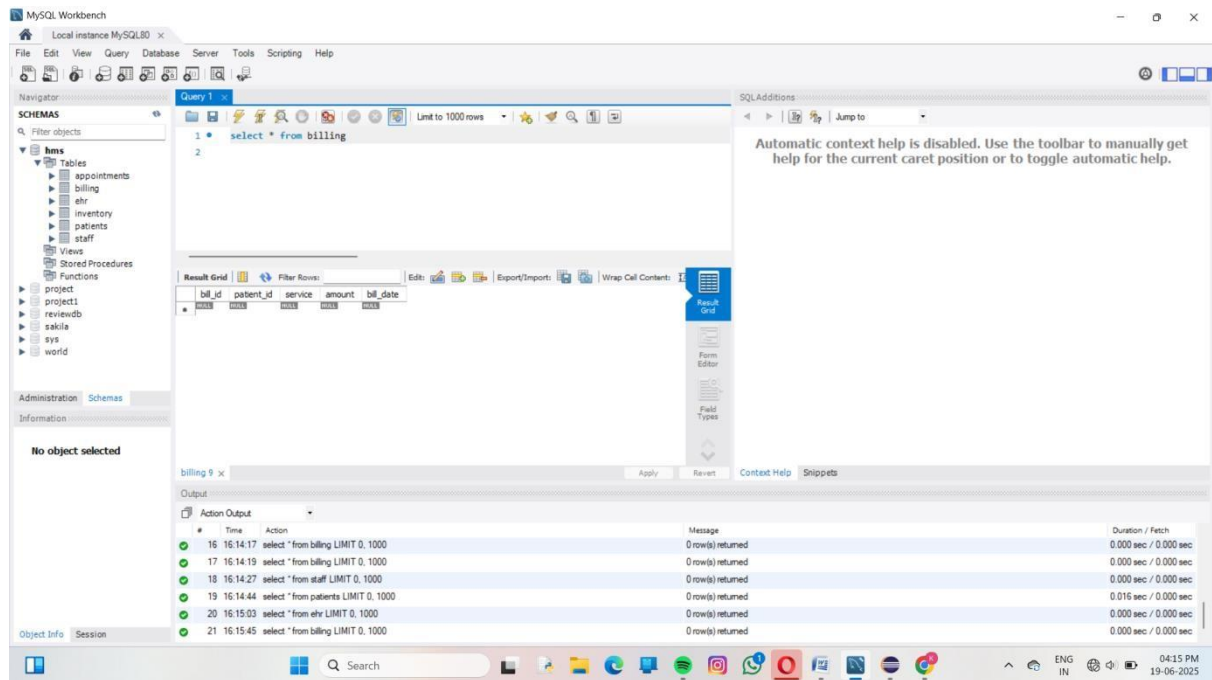 MySQL Workbench
Local instance MySQL80 ×
File Edit View Query Database Server Tools Scripting Help
Navigator
SCHEMAS
Filter objects
hms
Tables
appointments
billing
ehr
inventory
patients
staff
Views
Stored Procedures
Functions
project
project1
reviewdb
sakila
sys
world
Administration Schemas
Information
No object selected
Object Info Session
Query 1 ×
Limit to 1000 rows
1 select * from billing
2
Result Grid Filter Rows: Edit: Export/Import: Wrap Cell Content:
bill_id patient_id service amount bill_date
NULL NULL NULL NULL NULL
Result
Grid
Form
Editor
Field
Types
billing 9 × Apply Revert
SQLAdditions
Jump to
Automatic context help is disabled. Use the toolbar to manually get
help for the current caret position or to toggle automatic help.
Context Help Snippets
Output
Action Output
# Time Action Message Duration / Fetch
16 16:14:17 select * from billing LIMIT 0, 1000 0 row(s) returned 0.000 sec / 0.000 sec
17 16:14:19 select * from billing LIMIT 0, 1000 0 row(s) returned 0.000 sec / 0.000 sec
18 16:14:27 select * from staff LIMIT 0, 1000 0 row(s) returned 0.000 sec / 0.000 sec
19 16:14:44 select * from patients LIMIT 0, 1000 0 row(s) returned 0.016 sec / 0.000 sec
20 16:15:03 select * from ehr LIMIT 0, 1000 0 row(s) returned 0.000 sec / 0.000 sec
21 16:15:45 select * from billing LIMIT 0, 1000 0 row(s) returned 0.000 sec / 0.000 sec
Search
ENG
IN
04:15 PM
19-06-2025